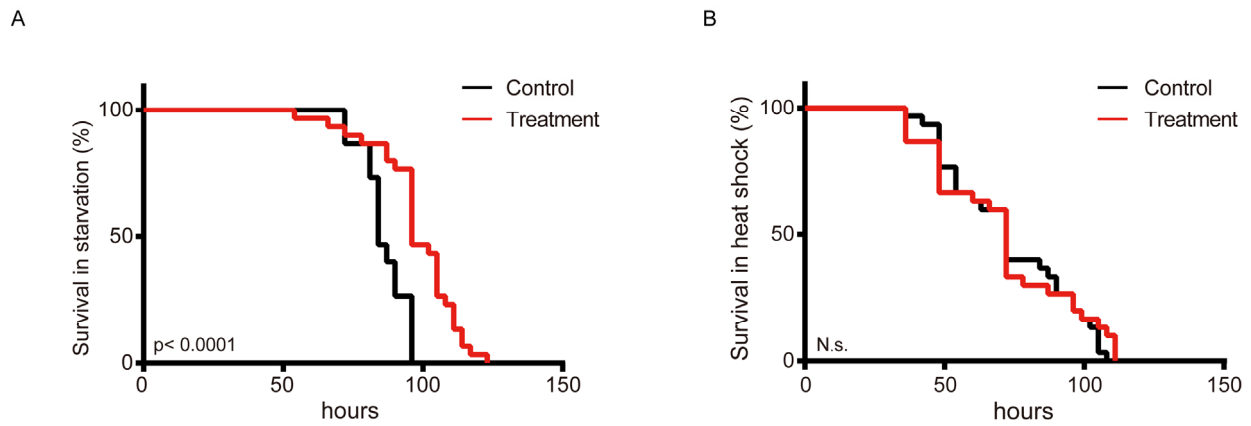 A
Control
Treatment
Survival in starvation (%)
100
50
0
p< 0.0001
0 50 100 150
hours
B
Control
Treatment
Survival in heat shock (%)
100
50
0
N.s.
0 50 100 150
hours